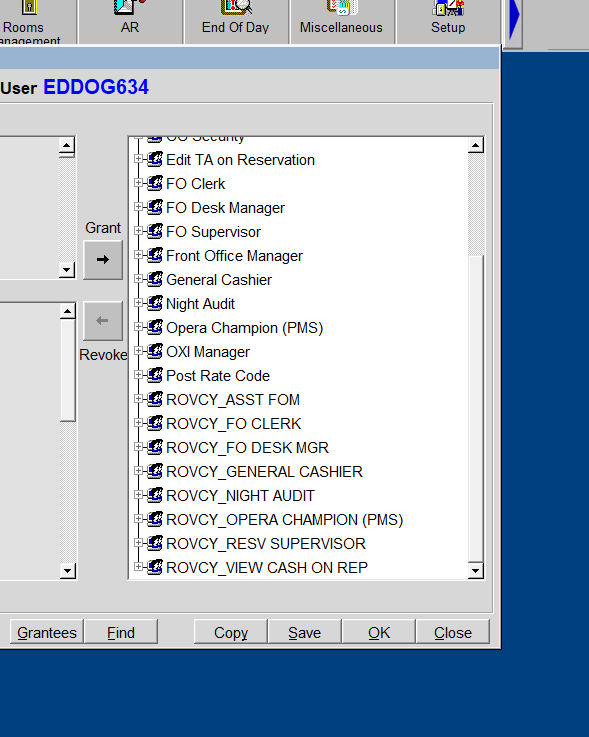 Rooms
AR
End Of Day
Miscellaneous
Setup
User EDDOG634
Edit TA on Reservation
FO Clerk
FO Desk Manager
FO Supervisor
Grant
Front Office Manager
General Cashier
Night Audit
Opera Champion (PMS)
Revoke
OXI Manager
Post Rate Code
ROVCY_ASST FOM
ROVCY_FO CLERK
ROVCY_FO DESK MGR
ROVCY_GENERAL CASHIER
ROVCY_NIGHT AUDIT
ROVCY_OPERA CHAMPION (PMS)
ROVCY_RESV SUPERVISOR
ROVCY_VIEW CASH ON REP
Grantees
Find
Copy
Save
OK
Close